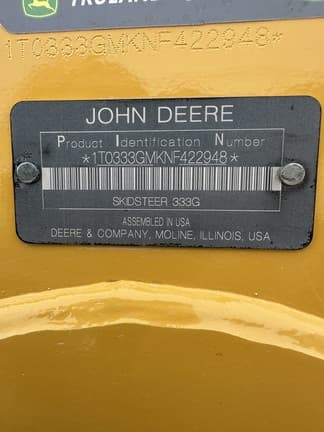 1T0333GMKNF422948*
JOHN DEERE
Product Identification Number
*1T0333GMKNF422948*
SKIDSTEER 333G
ASSEMBLED IN USA
DEERE & COMPANY, MOLINE, ILLINOIS, USA